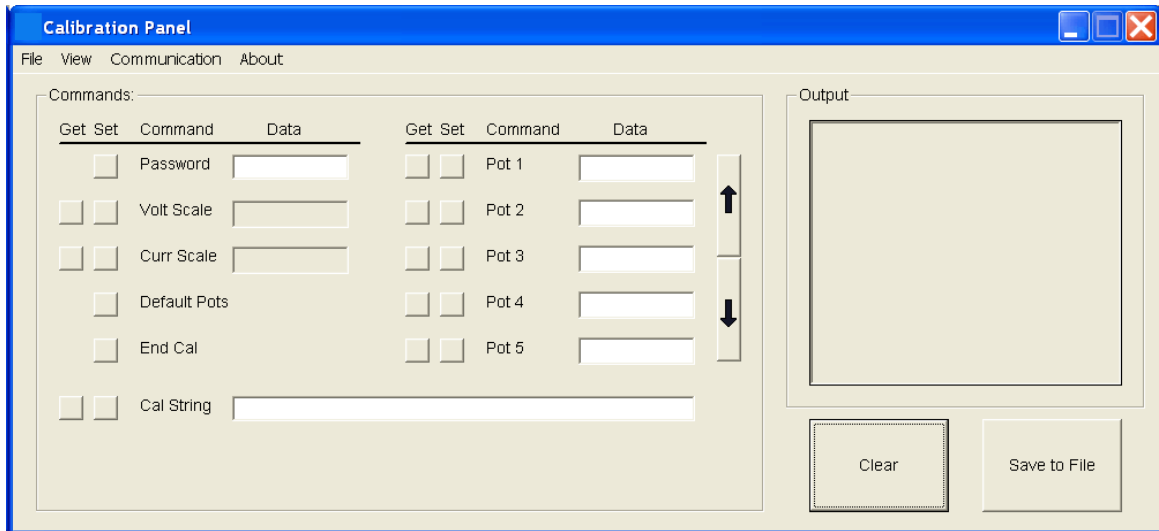 Calibration Panel
File View Communication About
Commands:
Get Set Command Data
Password
Volt Scale
Curr Scale
Default Pots
End Cal
Cal String
Get Set Command Data
Pot 1
Pot 2
Pot 3
Pot 4
Pot 5
Output
Clear
Save to File